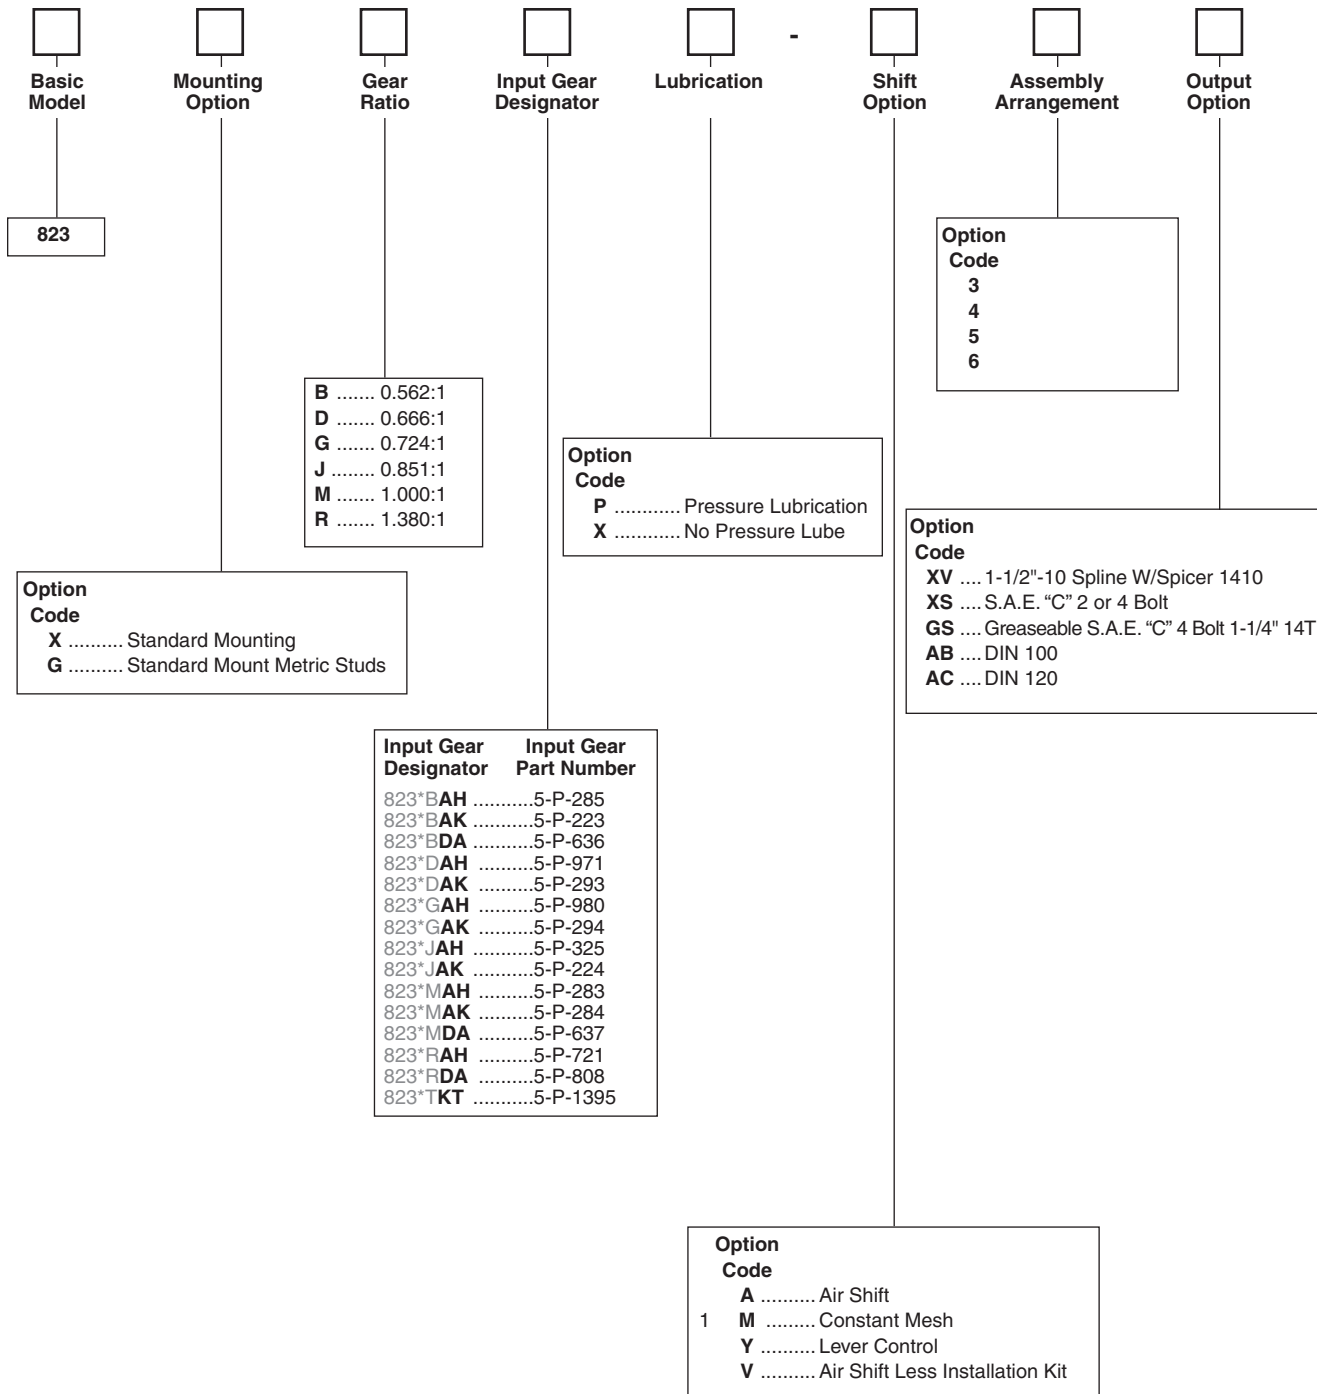 -
Basic Model
Mounting Option
Gear Ratio
Input Gear Designator
Lubrication
Shift Option
Assembly Arrangement
Output Option
823
Option
Code
3
4
5
6
B ....... 0.562:1
D ....... 0.666:1
G ....... 0.724:1
J ........ 0.851:1
M ....... 1.000:1
R ....... 1.380:1
Option
Code
P ............ Pressure Lubrication
X ............ No Pressure Lube
Option
Code
XV .... 1-1/2"-10 Spline W/Spicer 1410
XS .... S.A.E. “C” 2 or 4 Bolt
GS .... Greaseable S.A.E. “C” 4 Bolt 1-1/4" 14T
AB .... DIN 100
AC .... DIN 120
Option
Code
X .......... Standard Mounting
G .......... Standard Mount Metric Studs
Input Gear Designator Input Gear Part Number
823*BAH ...........5-P-285
823*BAK ...........5-P-223
823*BDA ...........5-P-636
823*DAH ..........5-P-971
823*DAK ..........5-P-293
823*GAH ..........5-P-980
823*GAK ..........5-P-294
823*JAH ...........5-P-325
823*JAK ...........5-P-224
823*MAH ..........5-P-283
823*MAK ..........5-P-284
823*MDA ..........5-P-637
823*RAH ..........5-P-721
823*RDA ..........5-P-808
823*TKT ...........5-P-1395
Option
Code
A .......... Air Shift
1 M ......... Constant Mesh
Y .......... Lever Control
V .......... Air Shift Less Installation Kit